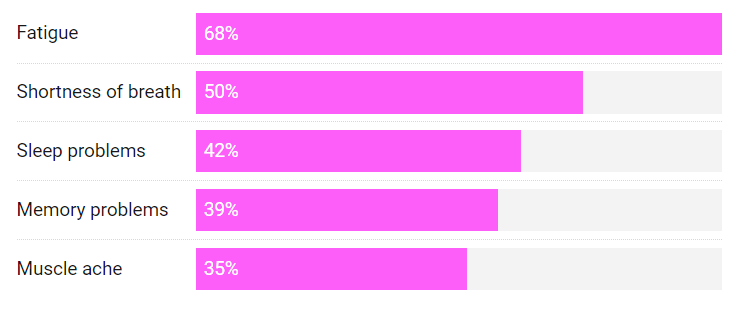 Fatigue 68%
Shortness of breath 50%
Sleep problems 42%
Memory problems 39%
Muscle ache 35%